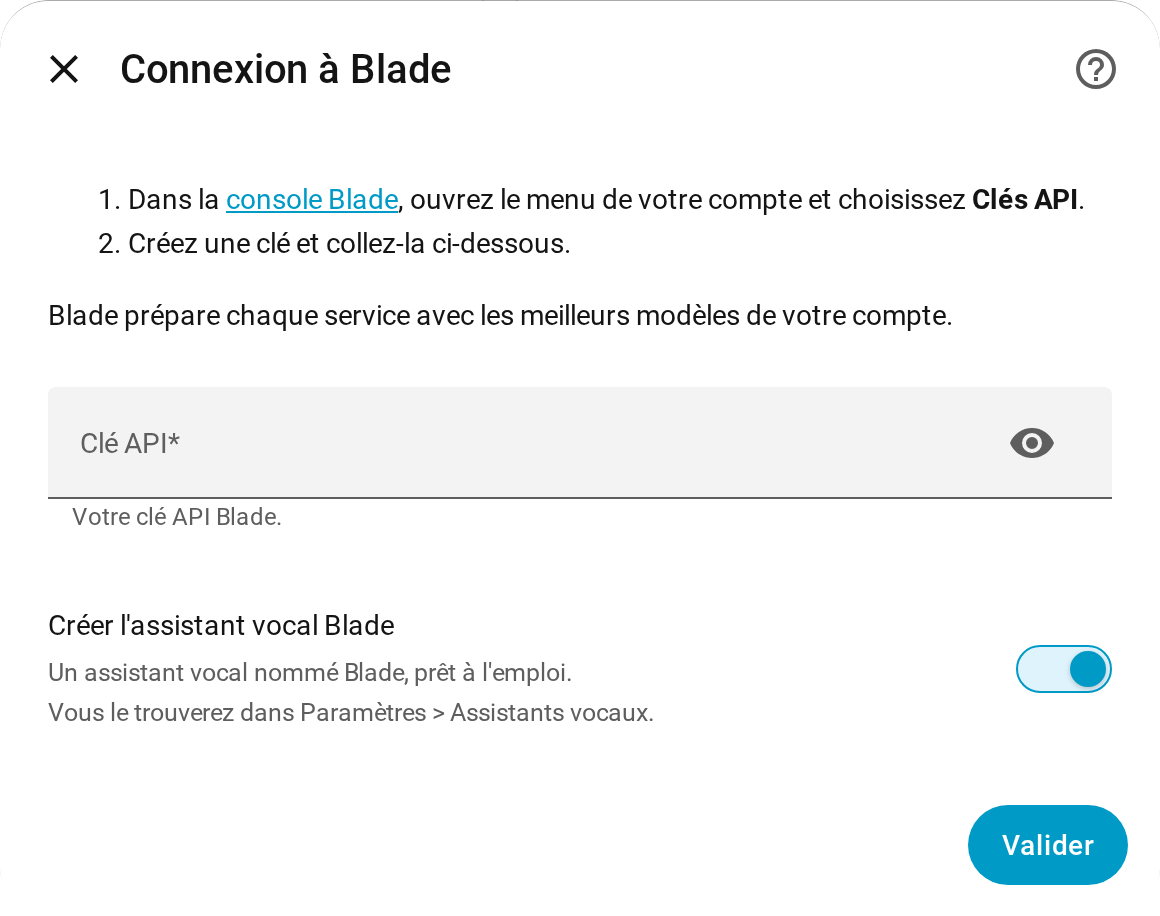 Connexion à Blade
1. Dans la console Blade, ouvrez le menu de votre compte et choisissez Clés API.
2. Créez une clé et collez-la ci-dessous.
Blade prépare chaque service avec les meilleurs modèles de votre compte.
Clé API*
Votre clé API Blade.
Créer l'assistant vocal Blade
Un assistant vocal nommé Blade, prêt à l'emploi.
Vous le trouverez dans Paramètres > Assistants vocaux.
Valider